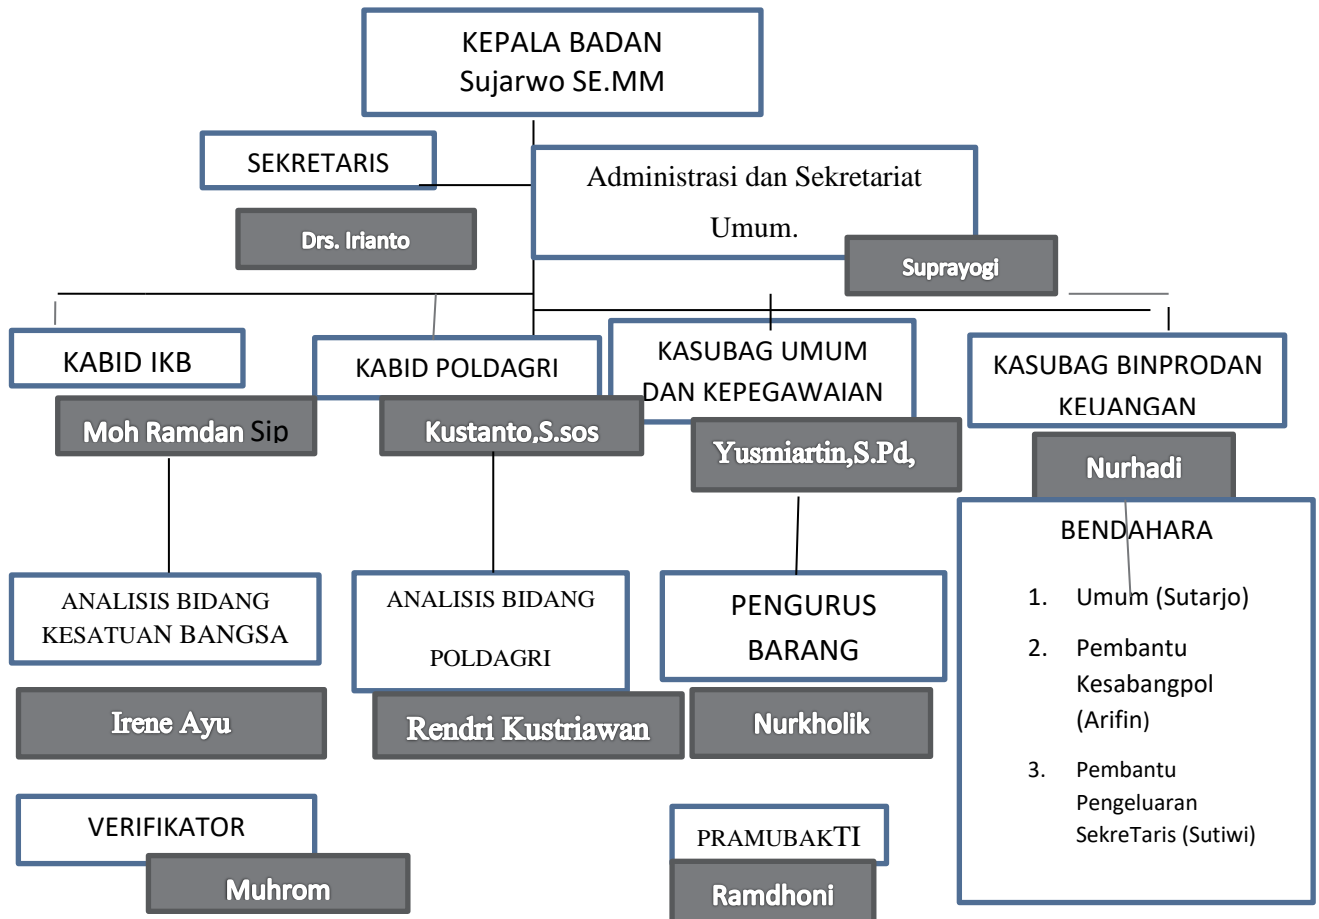 KEPALA BADAN
Sujarwo SE.MM
SEKRETARIS
Drs. Irianto
Administrasi dan Sekretariat
Umum.
Suprayogi
KABID IKB
Moh Ramdan Sip
KABID POLDAGRI
Kustanto,S.sos
KASUBAG UMUM
DAN KEPEGAWAIAN
Yusmiartin,S.Pd,
KASUBAG BINPRODAN
KEUANGAN
Nurhadi
ANALISIS BIDANG
KESATUAN BANGSA
Irene Ayu
ANALISIS BIDANG
POLDAGRI
Rendri Kustriawan
PENGURUS
BARANG
Nurkholik
BENDAHARA
1. Umum (Sutarjo)
2. Pembantu
Kesabangpol
(Arifin)
3. Pembantu
Pengeluaran
SekreTaris (Sutiwi)
VERIFIKATOR
Muhrom
PRAMUBAKTI
Ramdhoni